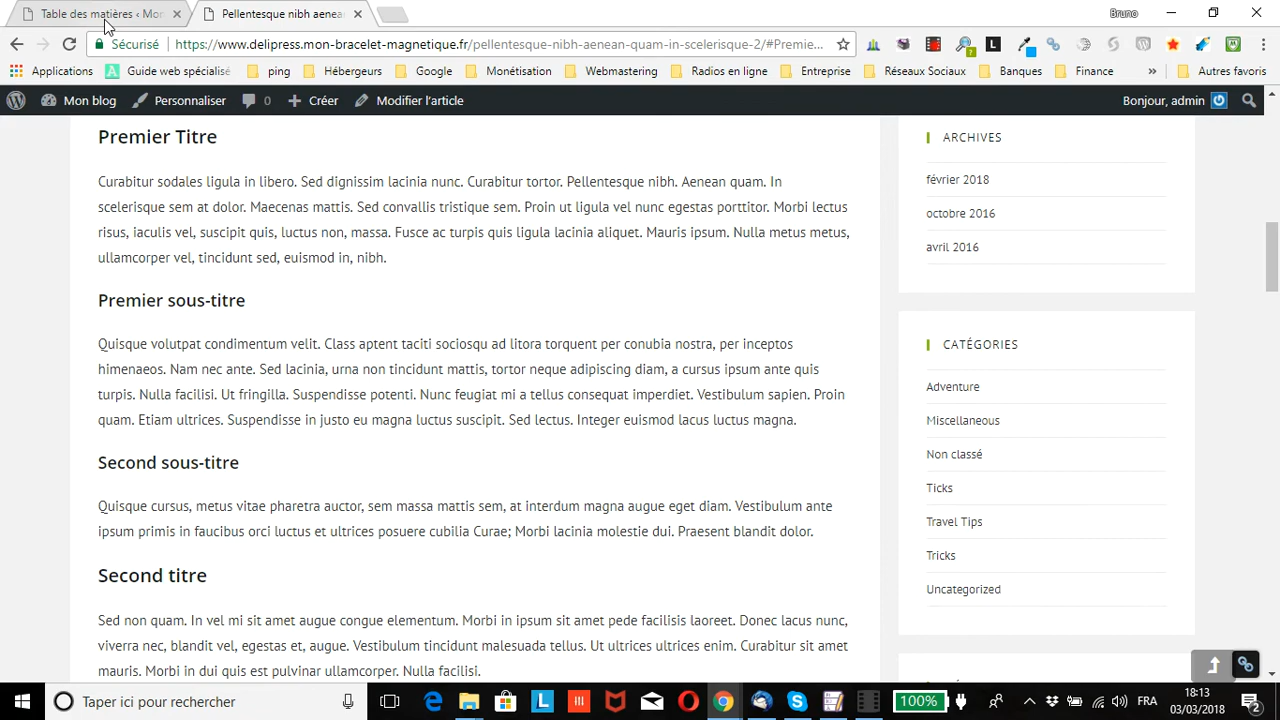 Table des matières ‹ Mon
Pellentesque nibh aenea
Bruno
Sécurisé
https://www.delipress.mon-bracelet-magnetique.fr/pellentesque-nibh-aenean-quam-in-scelerisque-2/#Premie...
Applications
Guide web spécialisé
ping
Hébergeurs
Google
Monétisation
Webmastering
Radios en ligne
Entreprise
Réseaux Sociaux
Banques
Finance
»
Autres favoris
Mon blog
Personnaliser
0
Créer
Modifier l'article
Bonjour, admin
Premier Titre
Curabitur sodales ligula in libero. Sed dignissim lacinia nunc. Curabitur tortor. Pellentesque nibh. Aenean quam. In
scelerisque sem at dolor. Maecenas mattis. Sed convallis tristique sem. Proin ut ligula vel nunc egestas porttitor. Morbi lectus
risus, iaculis vel, suscipit quis, luctus non, massa. Fusce ac turpis quis ligula lacinia aliquet. Mauris ipsum. Nulla metus metus,
ullamcorper vel, tincidunt sed, euismod in, nibh.
Premier sous-titre
Quisque volutpat condimentum velit. Class aptent taciti sociosqu ad litora torquent per conubia nostra, per inceptos
himenaeos. Nam nec ante. Sed lacinia, urna non tincidunt mattis, tortor neque adipiscing diam, a cursus ipsum ante quis
turpis. Nulla facilisi. Ut fringilla. Suspendisse potenti. Nunc feugiat mi a tellus consequat imperdiet. Vestibulum sapien. Proin
quam. Etiam ultrices. Suspendisse in justo eu magna luctus suscipit. Sed lectus. Integer euismod lacus luctus magna.
Second sous-titre
Quisque cursus, metus vitae pharetra auctor, sem massa mattis sem, at interdum magna augue eget diam. Vestibulum ante
ipsum primis in faucibus orci luctus et ultrices posuere cubilia Curae; Morbi lacinia molestie dui. Praesent blandit dolor.
Second titre
Sed non quam. In vel mi sit amet augue congue elementum. Morbi in ipsum sit amet pede facilisis laoreet. Donec lacus nunc,
viverra nec, blandit vel, egestas et, augue. Vestibulum tincidunt malesuada tellus. Ut ultrices ultrices enim. Curabitur sit amet
mauris. Morbi in dui quis est pulvinar ullamcorper. Nulla facilisi.
ARCHIVES
février 2018
octobre 2016
avril 2016
CATÉGORIES
Adventure
Miscellaneous
Non classé
Ticks
Travel Tips
Tricks
Uncategorized
Taper ici pour rechercher
100%
FRA
18:13
03/03/2018
2